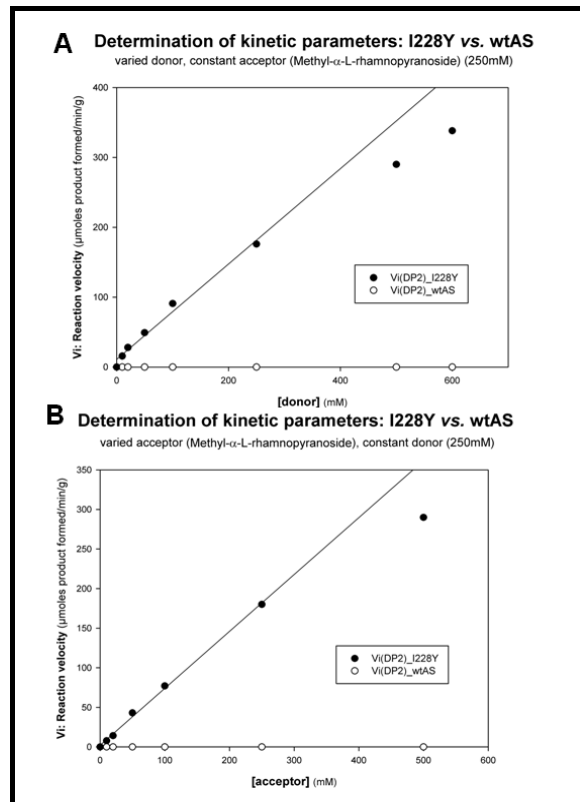 A
Determination of kinetic parameters: I228Y vs. wtAS
varied donor, constant acceptor (Methyl-α-L-rhamnopyranoside) (250mM)
Vi: Reaction velocity (µmoles product formed/min/g)
400
300
200
100
0
Vi(DP2)_I228Y
Vi(DP2)_wtAS
0 200 400 600
[donor] (mM)
B
Determination of kinetic parameters: I228Y vs. wtAS
varied acceptor (Methyl-α-L-rhamnopyranoside), constant donor (250mM)
Vi: Reaction velocity (µmoles product formed/min/g)
350
300
250
200
150
100
50
0
Vi(DP2)_I228Y
Vi(DP2)_wtAS
0 100 200 300 400 500 600
[acceptor] (mM)